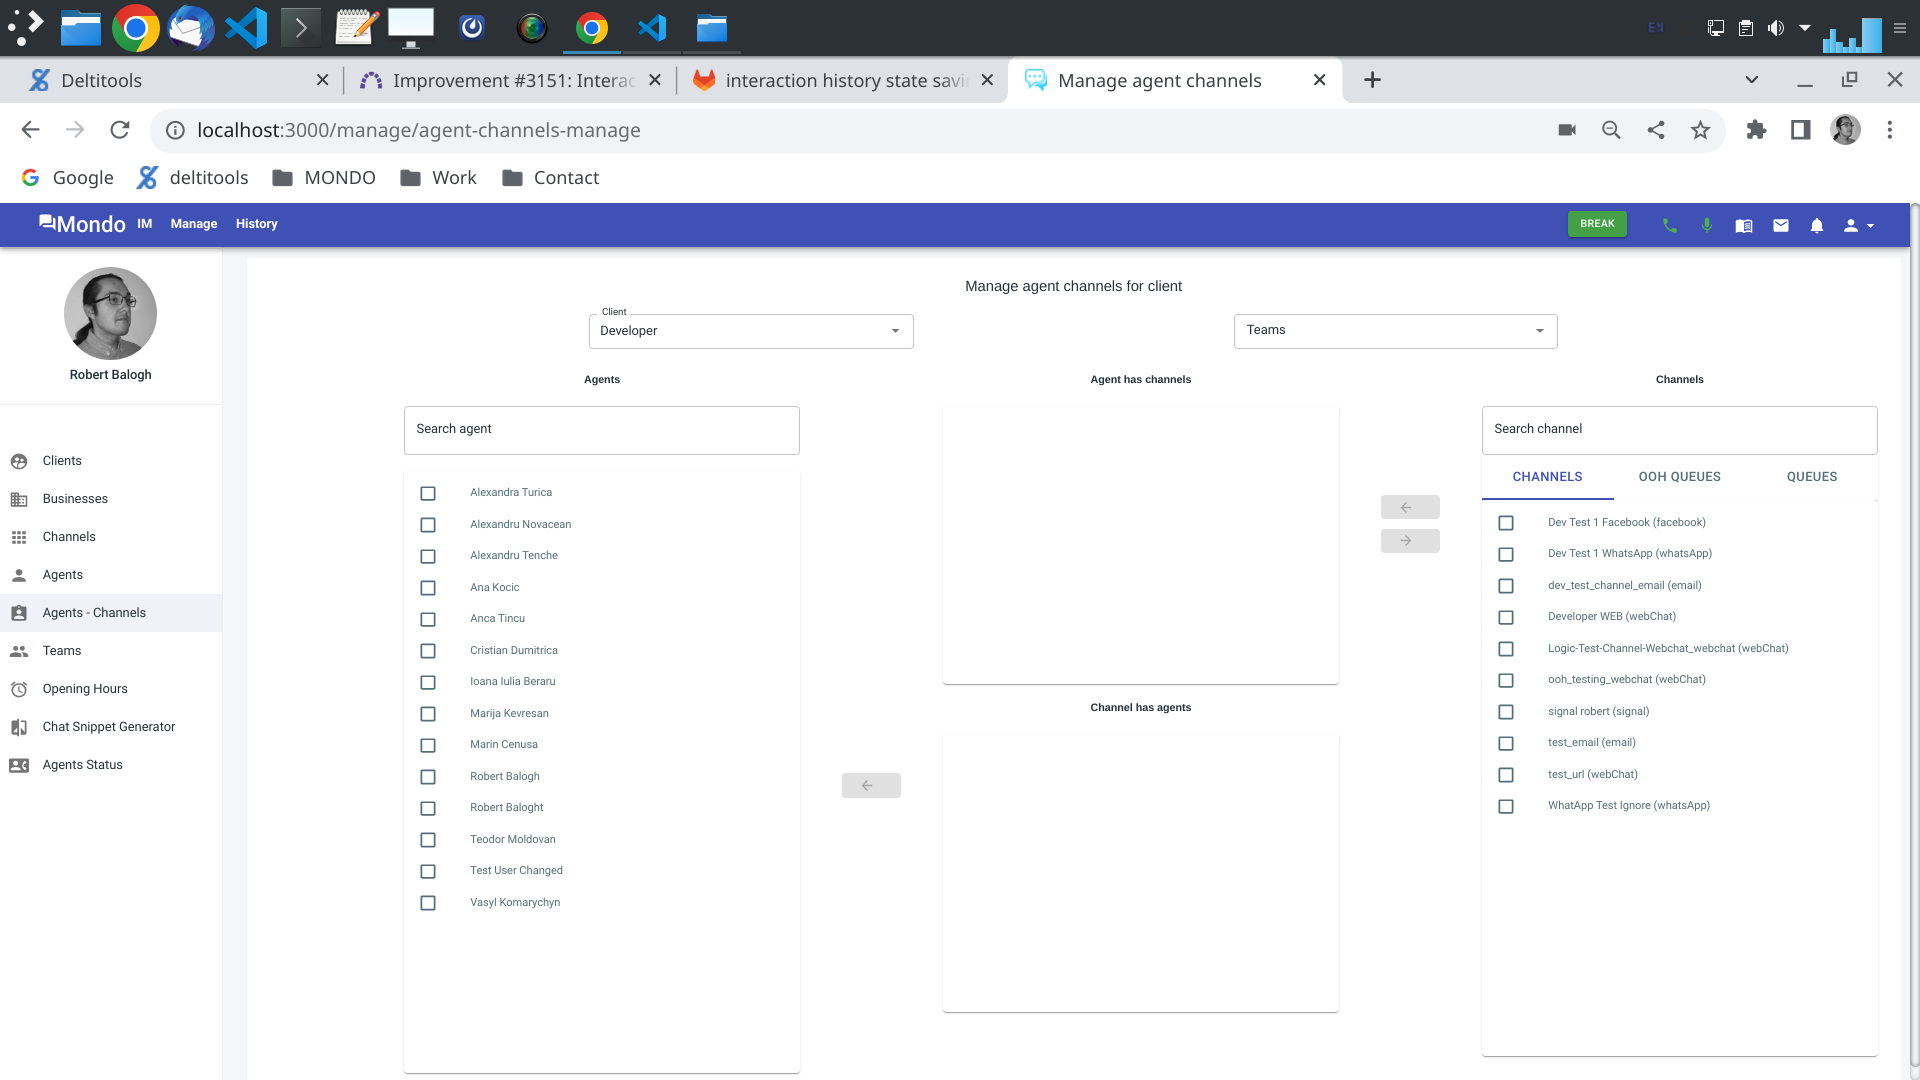 EN
Deltitools
Improvement #3151: Interac
interaction history state savin
Manage agent channels
localhost:3000/manage/agent-channels-manage
Google
deltitools
MONDO
Work
Contact
Mondo
IM
Manage
History
BREAK
Robert Balogh
Clients
Businesses
Channels
Agents
Agents - Channels
Teams
Opening Hours
Chat Snippet Generator
Agents Status
Manage agent channels for client
Client
Developer
Teams
Agents
Search agent
Alexandra Turica
Alexandru Novacean
Alexandru Tenche
Ana Kocic
Anca Tincu
Cristian Dumitrica
Ioana Iulia Beraru
Marija Kevresan
Marin Cenusa
Robert Balogh
Robert Baloght
Teodor Moldovan
Test User Changed
Vasyl Komarychyn
Agent has channels
Channel has agents
Channels
Search channel
CHANNELS
OOH QUEUES
QUEUES
Dev Test 1 Facebook (facebook)
Dev Test 1 WhatsApp (whatsApp)
dev_test_channel_email (email)
Developer WEB (webChat)
Logic-Test-Channel-Webchat_webchat (webChat)
ooh_testing_webchat (webChat)
signal robert (signal)
test_email (email)
test_url (webChat)
WhatApp Test Ignore (whatsApp)